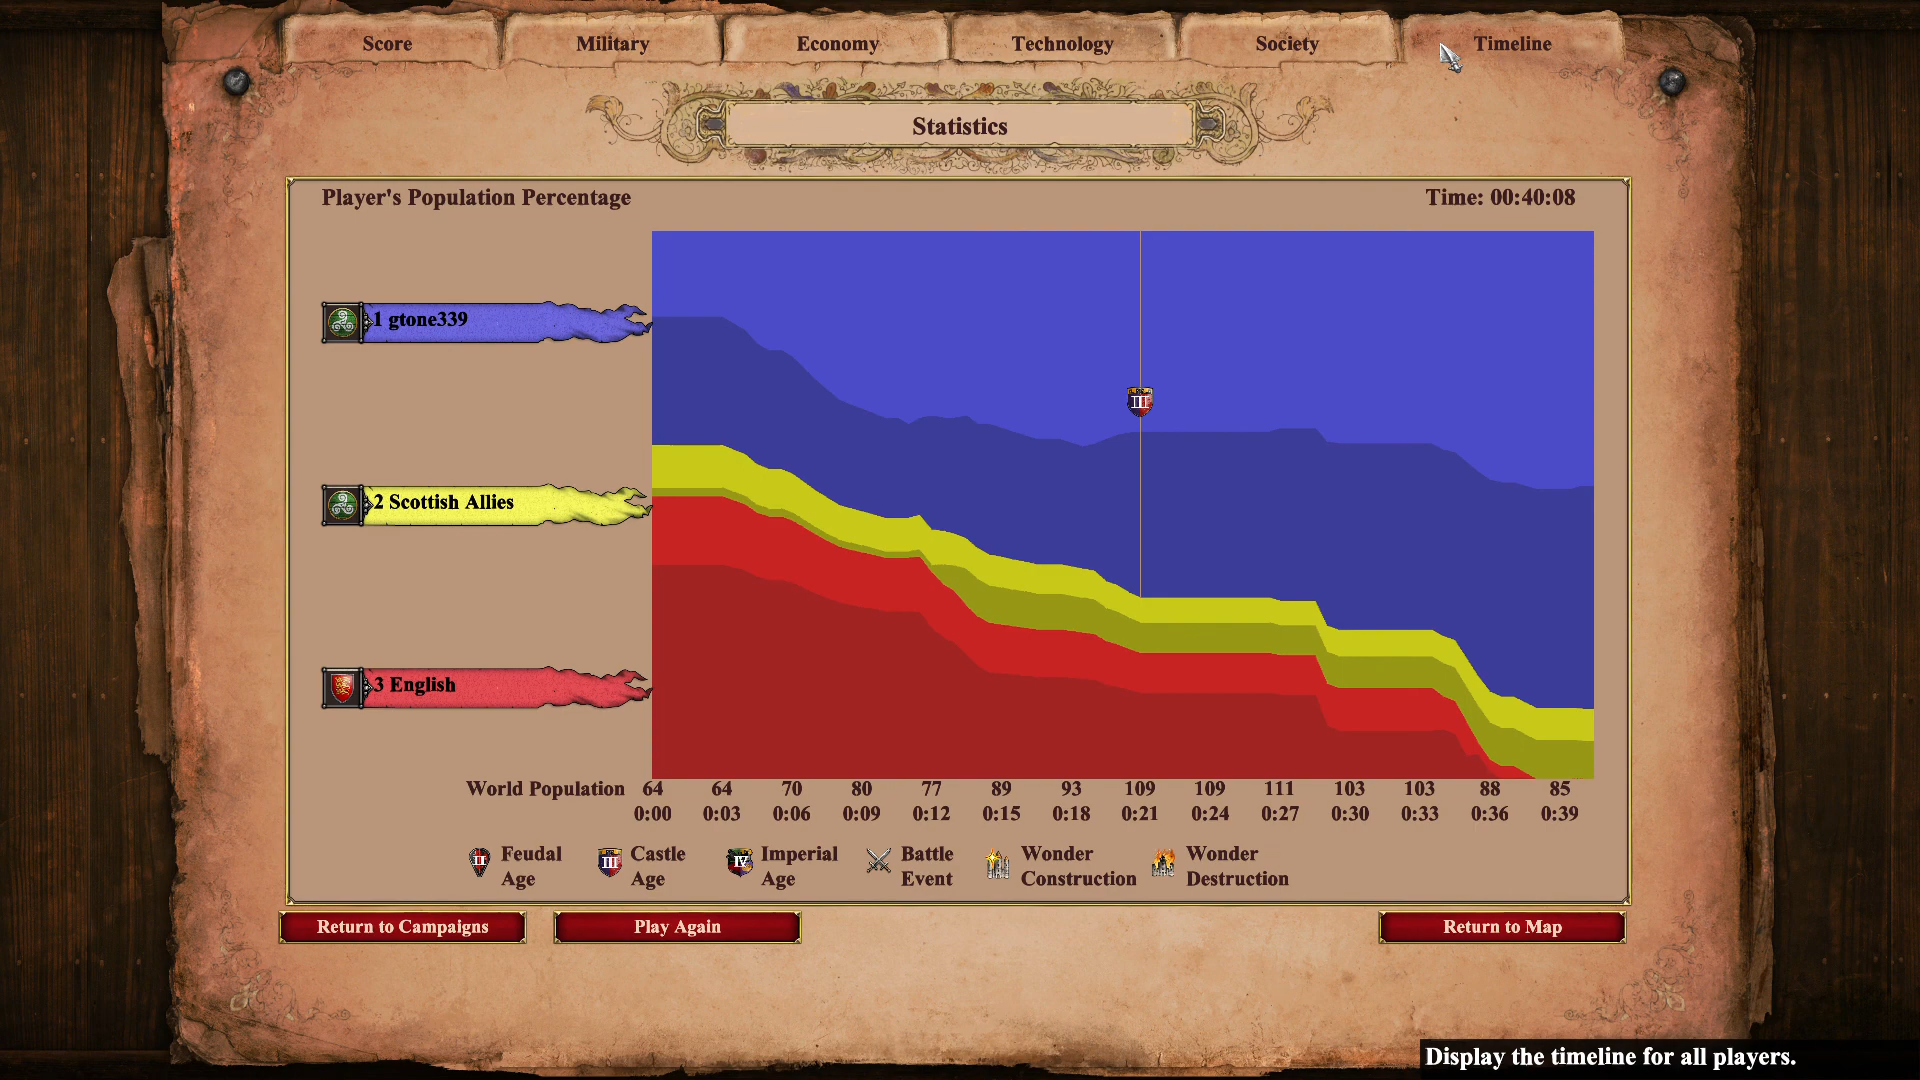 Score Military Economy Technology Society Timeline
Statistics
Player's Population Percentage Time: 00:40:08
1 gtone339
III
2 Scottish Allies
3 English
World Population 64 64 70 80 77 89 93 109 109 111 103 103 88 85
0:00 0:03 0:06 0:09 0:12 0:15 0:18 0:21 0:24 0:27 0:30 0:33 0:36 0:39
II Feudal Age
III Castle Age
IV Imperial Age
Battle Event
Wonder Construction
Wonder Destruction
Return to Campaigns Play Again Return to Map
Display the timeline for all players.